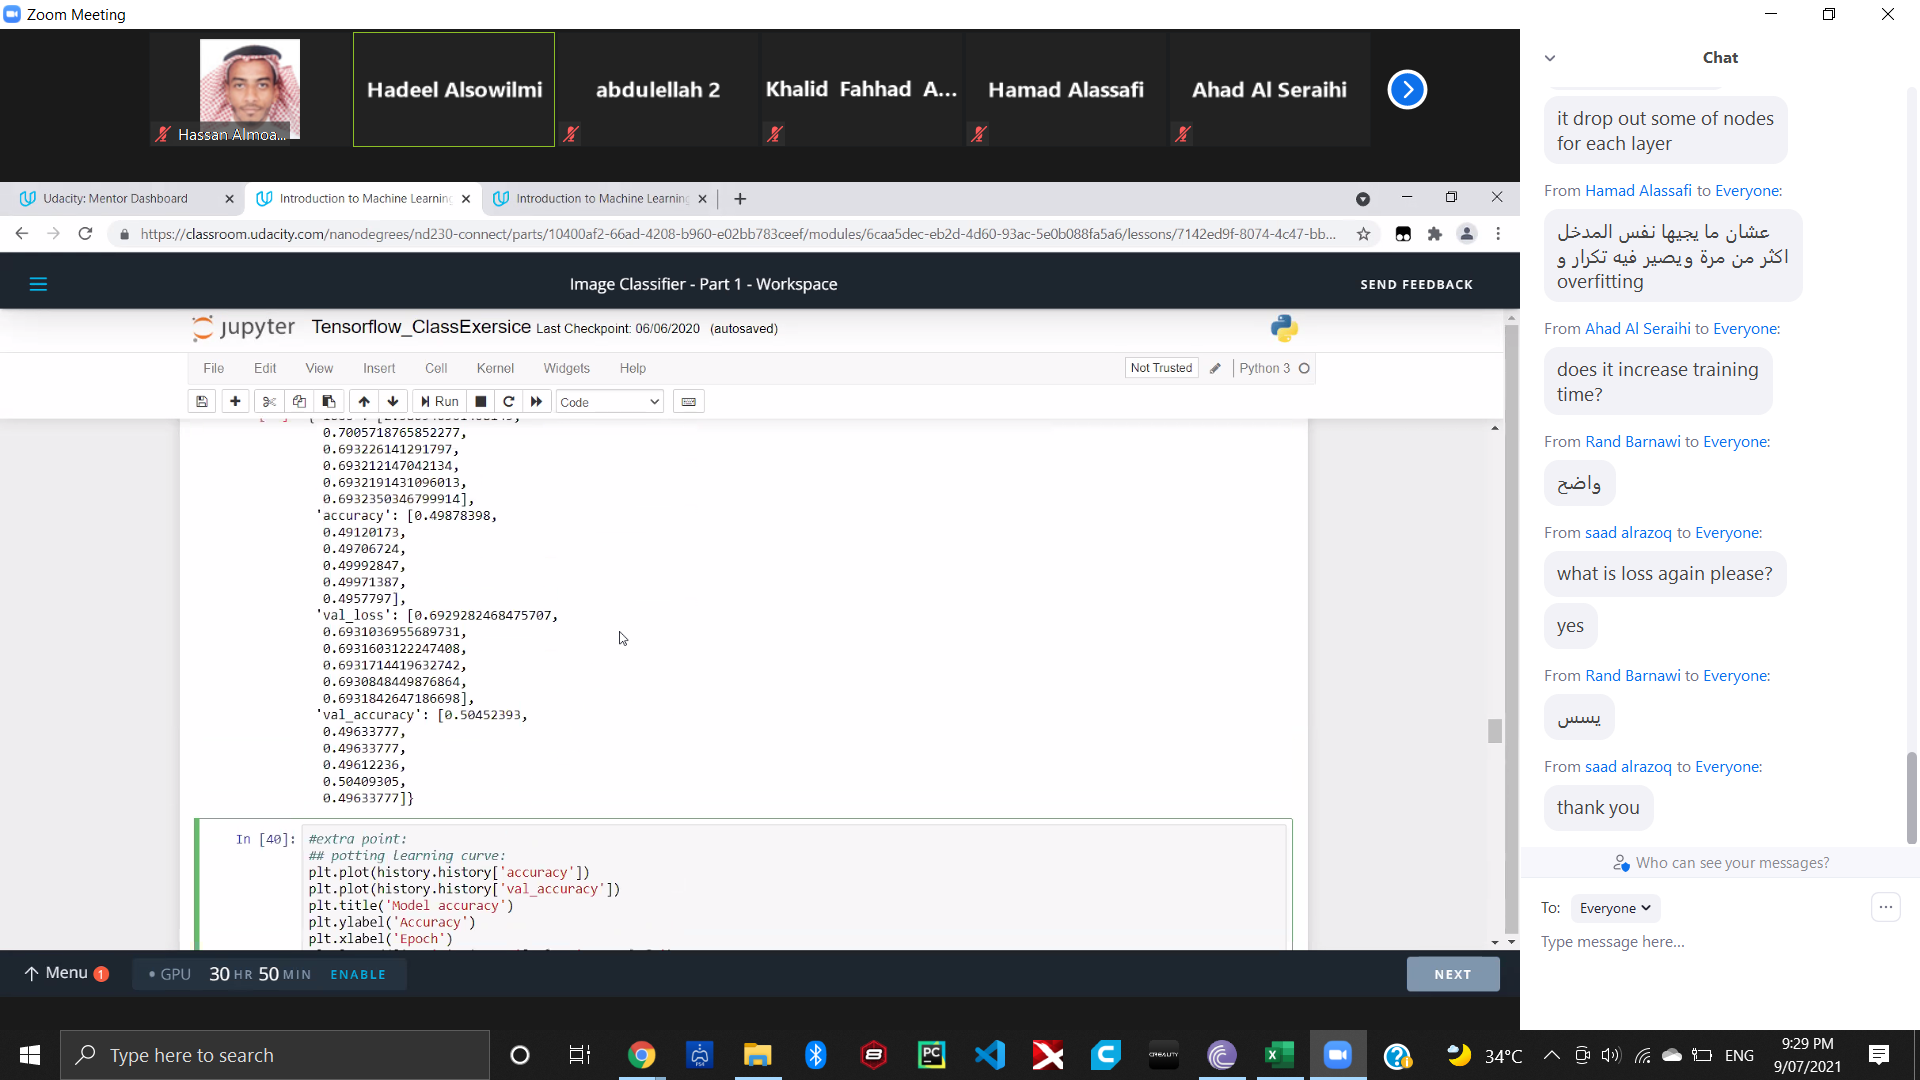 Zoom Meeting
Hassan Almoa...
Hadeel Alsowilmi
abdulellah 2
Khalid Fahhad A...
Hamad Alassafi
Ahad Al Seraihi
Udacity: Mentor Dashboard
Introduction to Machine Learning
Introduction to Machine Learning
https://classroom.udacity.com/nanodegrees/nd230-connect/parts/10400af2-66ad-4208-b960-e02bb783ceef/modules/6caa5dec-eb2d-4d60-93ac-5e0b088fa5a6/lessons/7142ed9f-8074-4c47-bb...
Image Classifier - Part 1 - Workspace
SEND FEEDBACK
jupyter Tensorflow_ClassExersice Last Checkpoint: 06/06/2020 (autosaved)
File Edit View Insert Cell Kernel Widgets Help
Not Trusted
Python 3
Run
Code
0.7005718765852277,
0.693226141291797,
0.693212147042134,
0.6932191431096013,
0.6932350346799914],
'accuracy': [0.49878398,
0.49120173,
0.49706724,
0.49992847,
0.49971387,
0.4957797],
'val_loss': [0.6929282468475707,
0.6931036955689731,
0.6931603122247408,
0.6931714419632742,
0.6930848449876864,
0.6931842647186698],
'val_accuracy': [0.50452393,
0.49633777,
0.49633777,
0.49612236,
0.50409305,
0.49633777]}
In [40]: #extra point:
## potting learning curve:
plt.plot(history.history['accuracy'])
plt.plot(history.history['val_accuracy'])
plt.title('Model accuracy')
plt.ylabel('Accuracy')
plt.xlabel('Epoch')
Menu 1
GPU 30 HR 50 MIN ENABLE
NEXT
Chat
it drop out some of nodes
for each layer
From Hamad Alassafi to Everyone:
عشان ما يجيها نفس المدخل
اكثر من مرة ويصير فيه تكرار و
overfitting
From Ahad Al Seraihi to Everyone:
does it increase training
time?
From Rand Barnawi to Everyone:
واضح
From saad alrazoq to Everyone:
what is loss again please?
yes
From Rand Barnawi to Everyone:
يسس
From saad alrazoq to Everyone:
thank you
Who can see your messages?
To: Everyone
Type message here...
Type here to search
PC
CREALITY
34°C
ENG
9:29 PM
9/07/2021